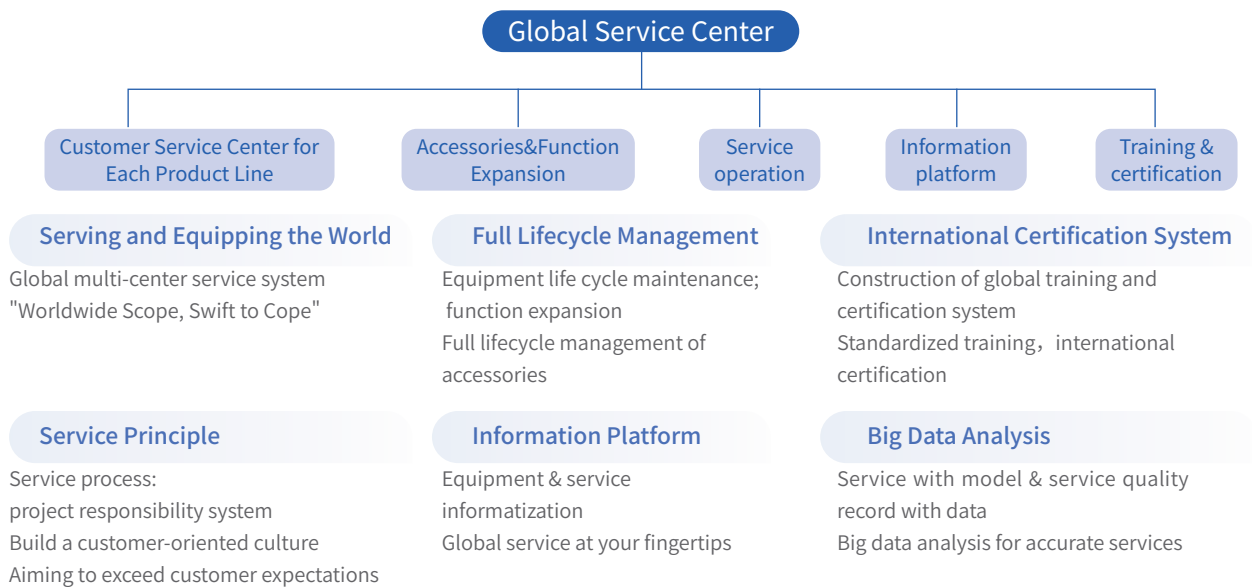 Global Service Center
Customer Service Center for
Each Product Line
Accessories&Function
Expansion
Service
operation
Information
platform
Training &
certification
Serving and Equipping the World
Global multi-center service system
"Worldwide Scope, Swift to Cope"
Full Lifecycle Management
Equipment life cycle maintenance;
function expansion
Full lifecycle management of
accessories
International Certification System
Construction of global training and
certification system
Standardized training，international
certification
Service Principle
Service process:
project responsibility system
Build a customer-oriented culture
Aiming to exceed customer expectations
Information Platform
Equipment & service
informatization
Global service at your fingertips
Big Data Analysis
Service with model & service quality
record with data
Big data analysis for accurate services